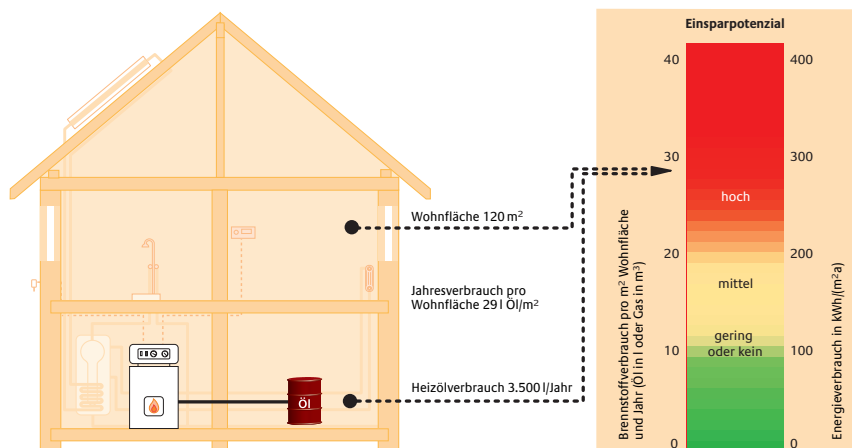 Einsparpotenzial
40
400
30
300
hoch
Wohnfläche 120 m²
20
200
mittel
Jahresverbrauch pro
Wohnfläche 29 l Öl/m²
gering
oder kein
10
100
Heizölverbrauch 3.500 l/Jahr
Öl
0
0
Brennstoffverbrauch pro m² Wohnfläche
und Jahr (Öl in l oder Gas in m³)
Energieverbrauch in kWh/(m²a)